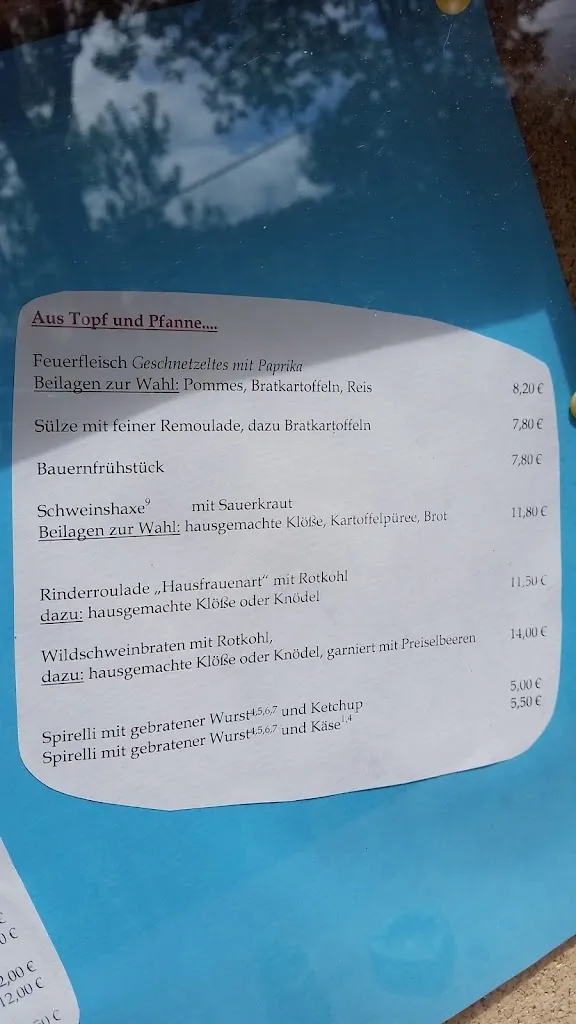 Aus Topf und Pfanne....
Feuerfleisch Geschnetzeltes mit Paprika
Beilagen zur Wahl: Pommes, Bratkartoffeln, Reis 8,20 €
Sülze mit feiner Remoulade, dazu Bratkartoffeln 7,80 €
Bauernfrühstück 7,80 €
Schweinshaxe⁹ mit Sauerkraut
Beilagen zur Wahl: hausgemachte Klöße, Kartoffelpüree, Brot 11,80 €
Rinderroulade „Hausfrauenart" mit Rotkohl 11,50 €
dazu: hausgemachte Klöße oder Knödel
Wildschweinbraten mit Rotkohl, 14,00 €
dazu: hausgemachte Klöße oder Knödel, garniert mit Preiselbeeren
Spirelli mit gebratener Wurst⁴,⁵,⁶,⁷ und Ketchup 5,00 €
Spirelli mit gebratener Wurst⁴,⁵,⁶,⁷ und Käse¹,⁴ 5,50 €
€
0 €
2,00 €
12,00 €
50 €